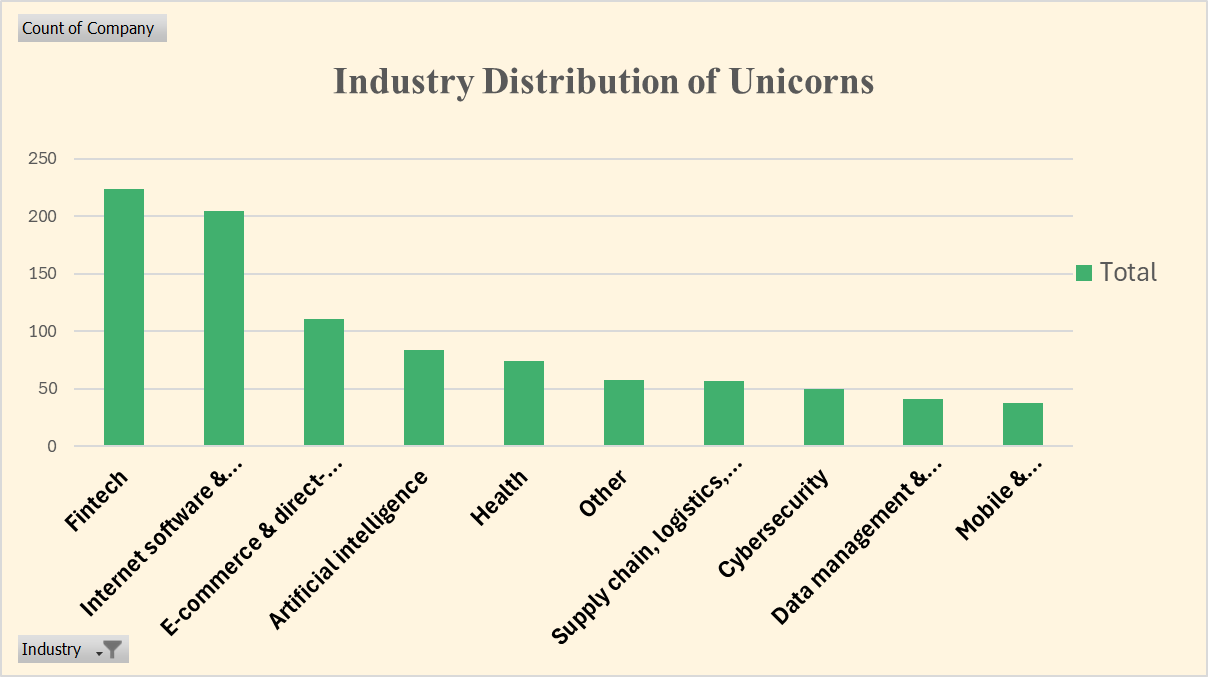 Count of Company
Industry Distribution of Unicorns
250
200
150
100
50
0
Total
Fintech
Internet software &...
E-commerce & direct-...
Artificial intelligence
Health
Other
Supply chain, logistics,...
Cybersecurity
Data management &...
Mobile &...
Industry